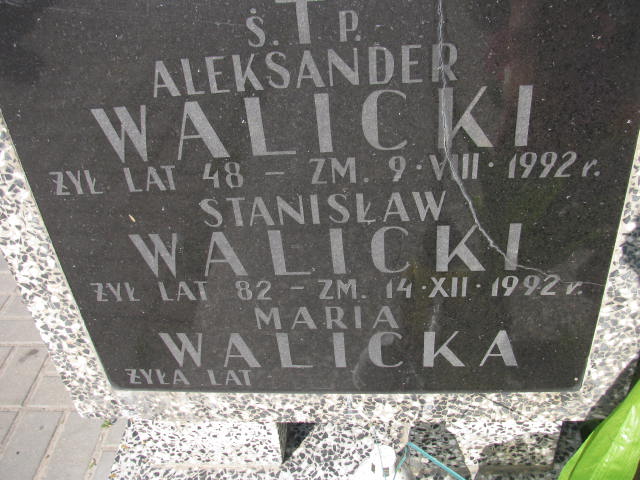 Ś. P.
ALEKSANDER
WALICKI
ŻYŁ LAT 48 - ZM. 9·VIII·1992 r.
STANISŁAW
WALICKI
ŻYŁ LAT 82 - ZM. 14·XII·1992 r.
MARIA
WALICKA
ŻYŁA LAT